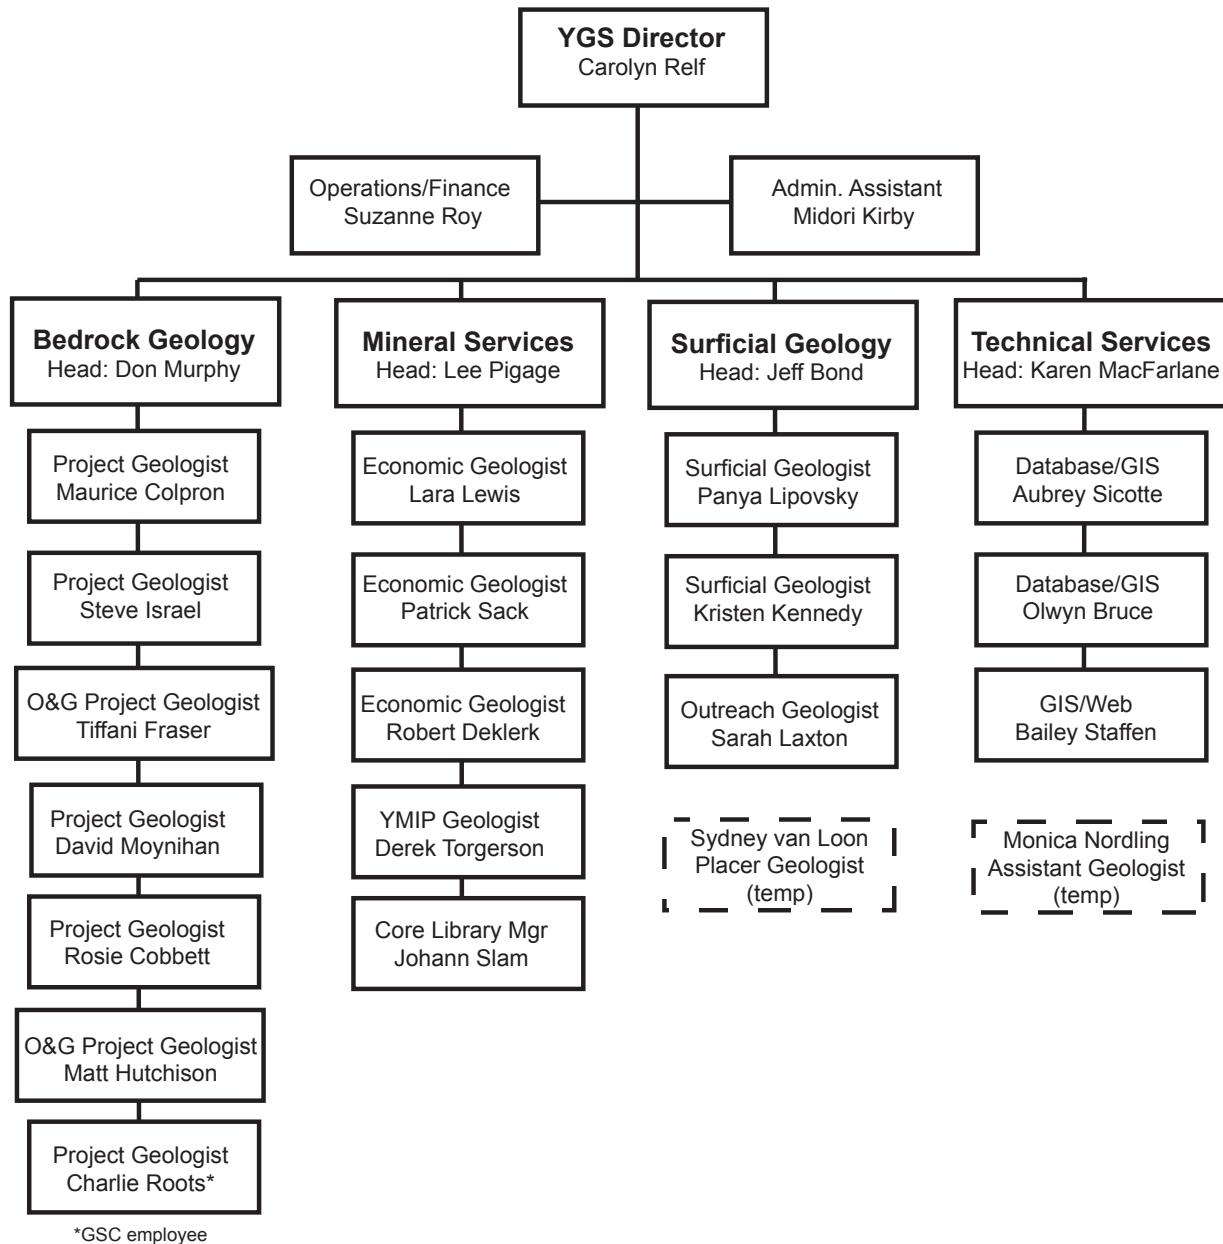 YGS Director
Carolyn Relf
Operations/Finance
Suzanne Roy
Admin. Assistant
Midori Kirby
Bedrock Geology
Head: Don Murphy
Project Geologist
Maurice Colpron
Project Geologist
Steve Israel
O&G Project Geologist
Tiffani Fraser
Project Geologist
David Moynihan
Project Geologist
Rosie Cobbett
O&G Project Geologist
Matt Hutchison
Project Geologist
Charlie Roots*
*GSC employee
Mineral Services
Head: Lee Pigage
Economic Geologist
Lara Lewis
Economic Geologist
Patrick Sack
Economic Geologist
Robert Deklerk
YMIP Geologist
Derek Torgerson
Core Library Mgr
Johann Slam
Surficial Geology
Head: Jeff Bond
Surficial Geologist
Panya Lipovsky
Surficial Geologist
Kristen Kennedy
Outreach Geologist
Sarah Laxton
Sydney van Loon
Placer Geologist
(temp)
Technical Services
Head: Karen MacFarlane
Database/GIS
Aubrey Sicotte
Database/GIS
Olwyn Bruce
GIS/Web
Bailey Staffen
Monica Nordling
Assistant Geologist
(temp)